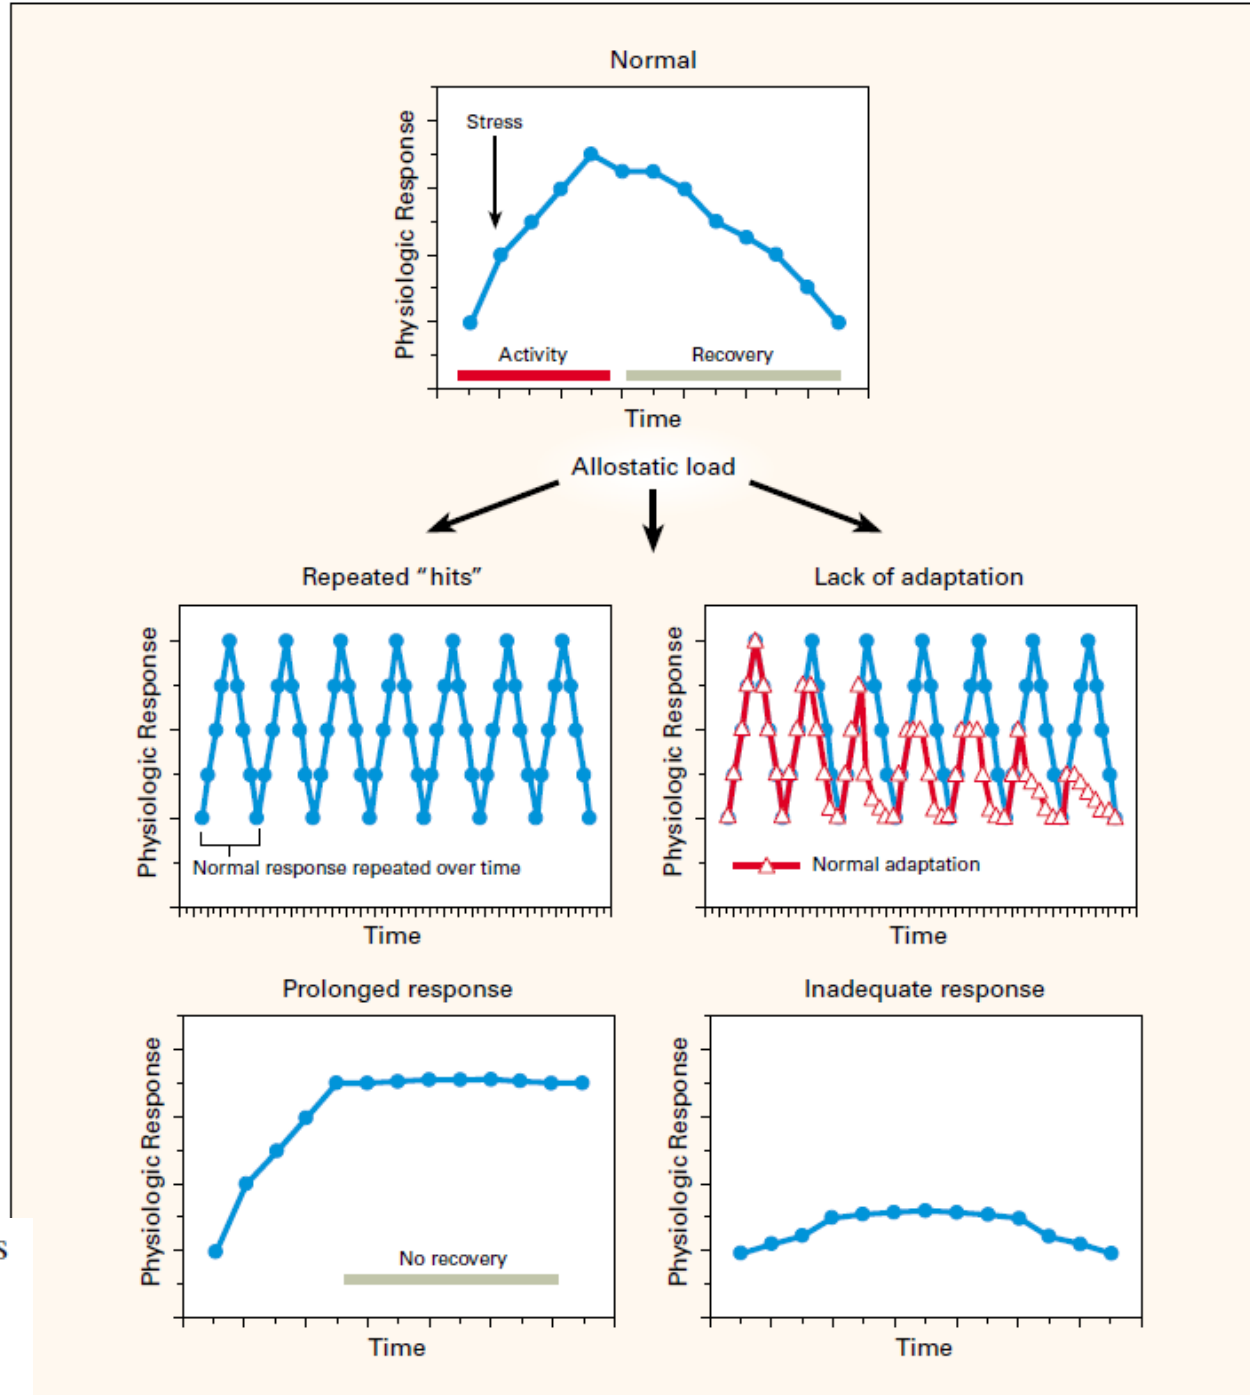 Normal
Stress
Physiologic Response
Activity
Recovery
Time
Allostatic load
Repeated “hits”
Physiologic Response
Normal response repeated over time
Time
Lack of adaptation
Physiologic Response
Normal adaptation
Time
Prolonged response
Physiologic Response
No recovery
Time
Inadequate response
Physiologic Response
Time
s